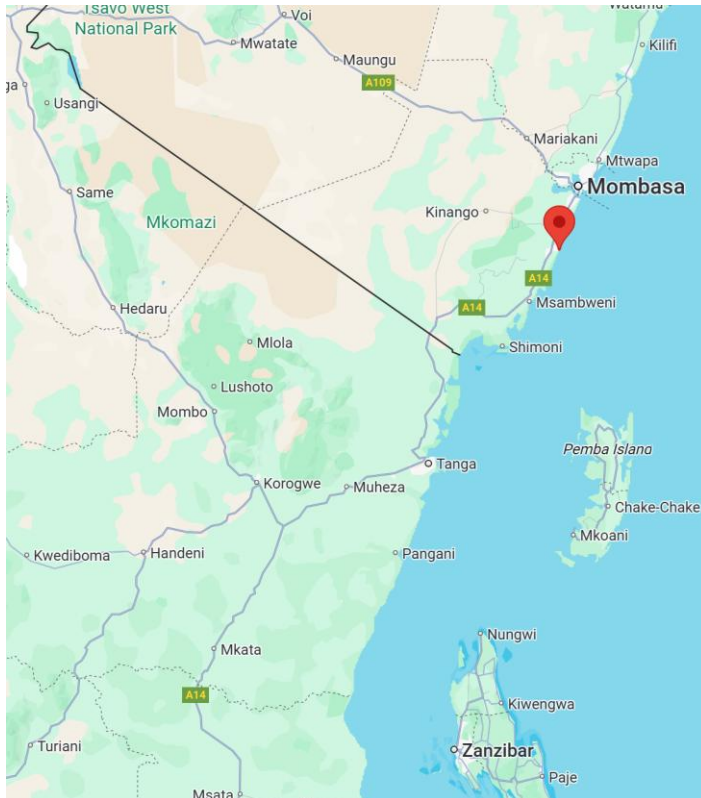 Tsavo West
National Park
Voi
Watamu
Kilifi
Mwatate
Maungu
A109
ga
Usangi
Mariakani
Mtwapa
Mombasa
Same
Kinango
Mkomazi
A14
Msambweni
Hedaru
A14
Shimoni
Mlola
Lushoto
Mombo
Pemba Island
Tanga
Korogwe
Muheza
Chake-Chake
Mkoani
Kwediboma
Handeni
Pangani
Nungwi
Mkata
A14
Kiwengwa
Turiani
Zanzibar
Paje
Msata